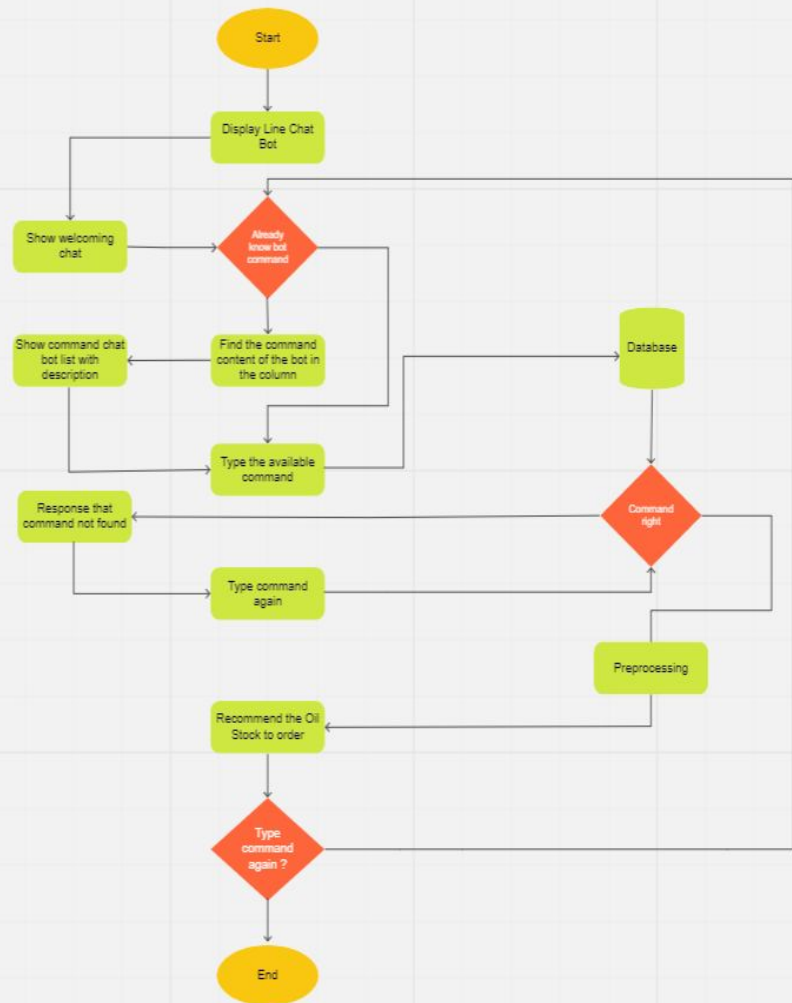 Start
Display Line Chat
Bot
Show welcoming
chat
Already
know bot
command
Show command chat
bot list with
description
Find the command
content of the bot in
the column
Database
Type the available
command
Response that
command not found
Command
right
Type command
again
Preprocessing
Recommend the Oil
Stock to order
Type
command
again ?
End